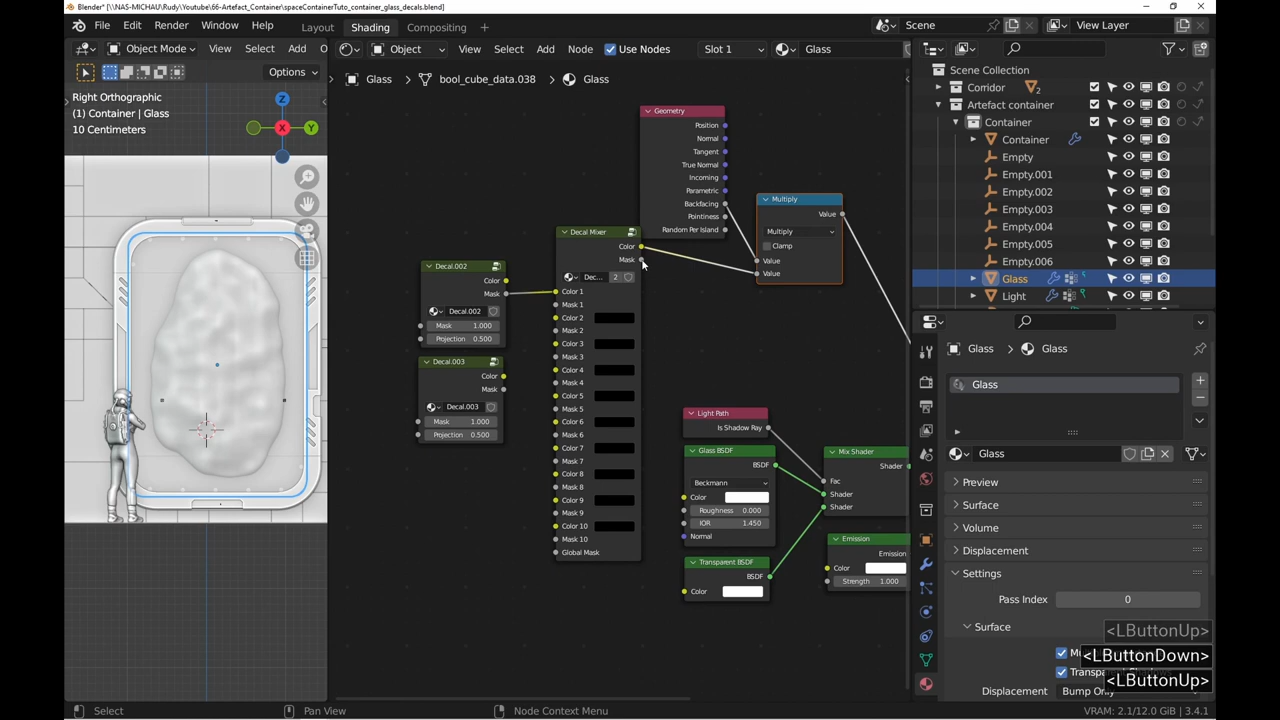 Blender* [\\NAS-MICHAU\Rudy\Youtube\66-Artefact_Container\spaceContainerTuto_container_glass_decals.blend]
File Edit Render Window Help Layout Shading Compositing + Scene ViewLayer
Object Mode View Select Add O
Object View Select Add Node Use Nodes Slot 1 Glass
Options
Glass > bool_cube_data.038 > Glass
Right Orthographic
(1) Container | Glass
10 Centimeters
Z
X
Y
Geometry
Position
Normal
Tangent
True Normal
Incoming
Parametric
Backfacing
Pointiness
Random Per Island
Multiply
Value
Multiply
Clamp
Value
Value
Decal Mixer
Color
Mask
Dec... 2
Color 1
Mask 1
Color 2
Mask 2
Color 3
Mask 3
Color 4
Mask 4
Color 5
Mask 5
Color 6
Mask 6
Color 7
Mask 7
Color 8
Mask 8
Color 9
Mask 9
Color 10
Mask 10
Global Mask
Decal.002
Color
Mask
Decal.002
Mask 1.000
Projection 0.500
Decal.003
Color
Mask
Decal.003
Mask 1.000
Projection 0.500
Light Path
Is Shadow Ray
Glass BSDF
BSDF
Beckmann
Color
Roughness 0.000
IOR 1.450
Normal
Transparent BSDF
BSDF
Color
Mix Shader
Shader
Fac
Shader
Shader
Emission
Emission
Color
Strength 1.000
Scene Collection
Corridor 2
Artefact container
Container
Container
Empty
Empty.001
Empty.002
Empty.003
Empty.004
Empty.005
Empty.006
Glass
Light
Glass > Glass
Glass
Glass
Preview
Surface
Volume
Displacement
Settings
Pass Index 0
Surface
Displacement Bump Only
<LButtonUp>
<LButtonDown>
<LButtonUp>
Select Pan View Node Context Menu VRAM: 2.1/12.0 GiB | 3.4.1